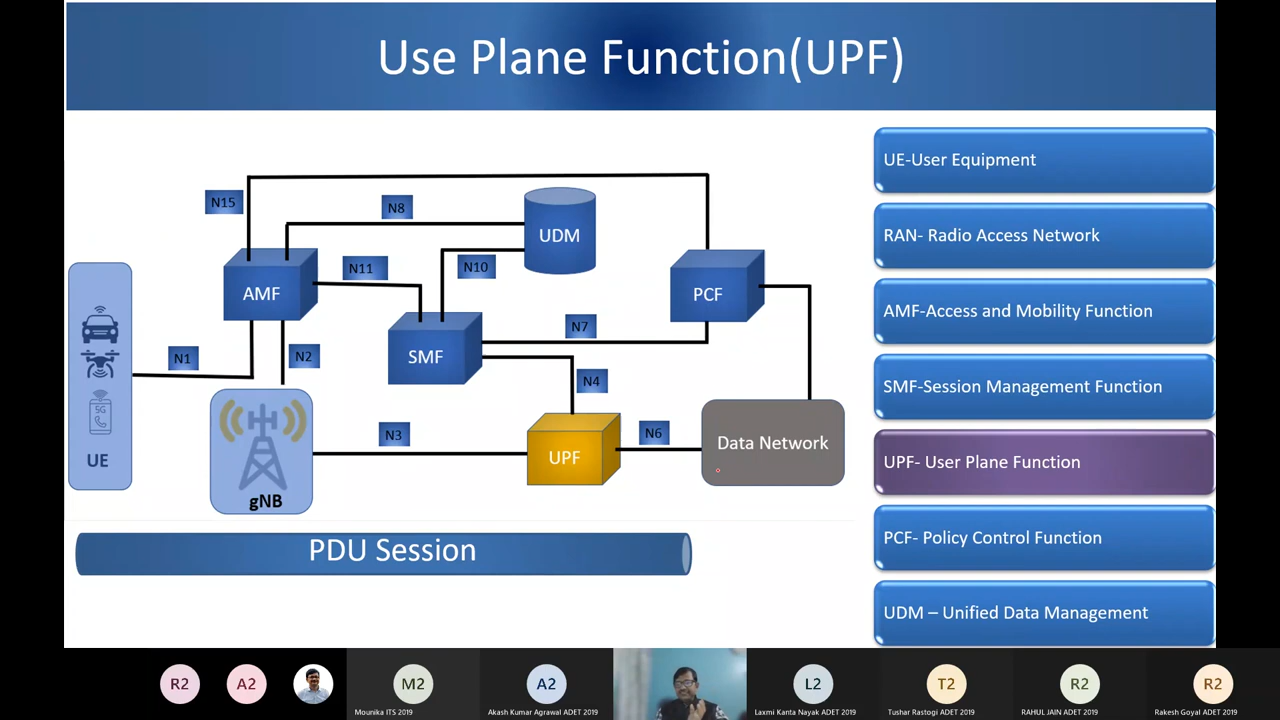 Use Plane Function(UPF)
N15
N8
UDM
AMF
N11
N10
PCF
N7
SMF
N1
N2
N4
5G
UE
gNB
N3
UPF
N6
Data Network
PDU Session
UE-User Equipment
RAN- Radio Access Network
AMF-Access and Mobility Function
SMF-Session Management Function
UPF- User Plane Function
PCF- Policy Control Function
UDM – Unified Data Management
R2
A2
M2
Mounika ITS 2019
A2
Akash Kumar Agrawal ADET 2019
L2
Laxmi Kanta Nayak ADET 2019
T2
Tushar Rastogi ADET 2019
R2
RAHUL JAIN ADET 2019
R2
Rakesh Goyal ADET 2019